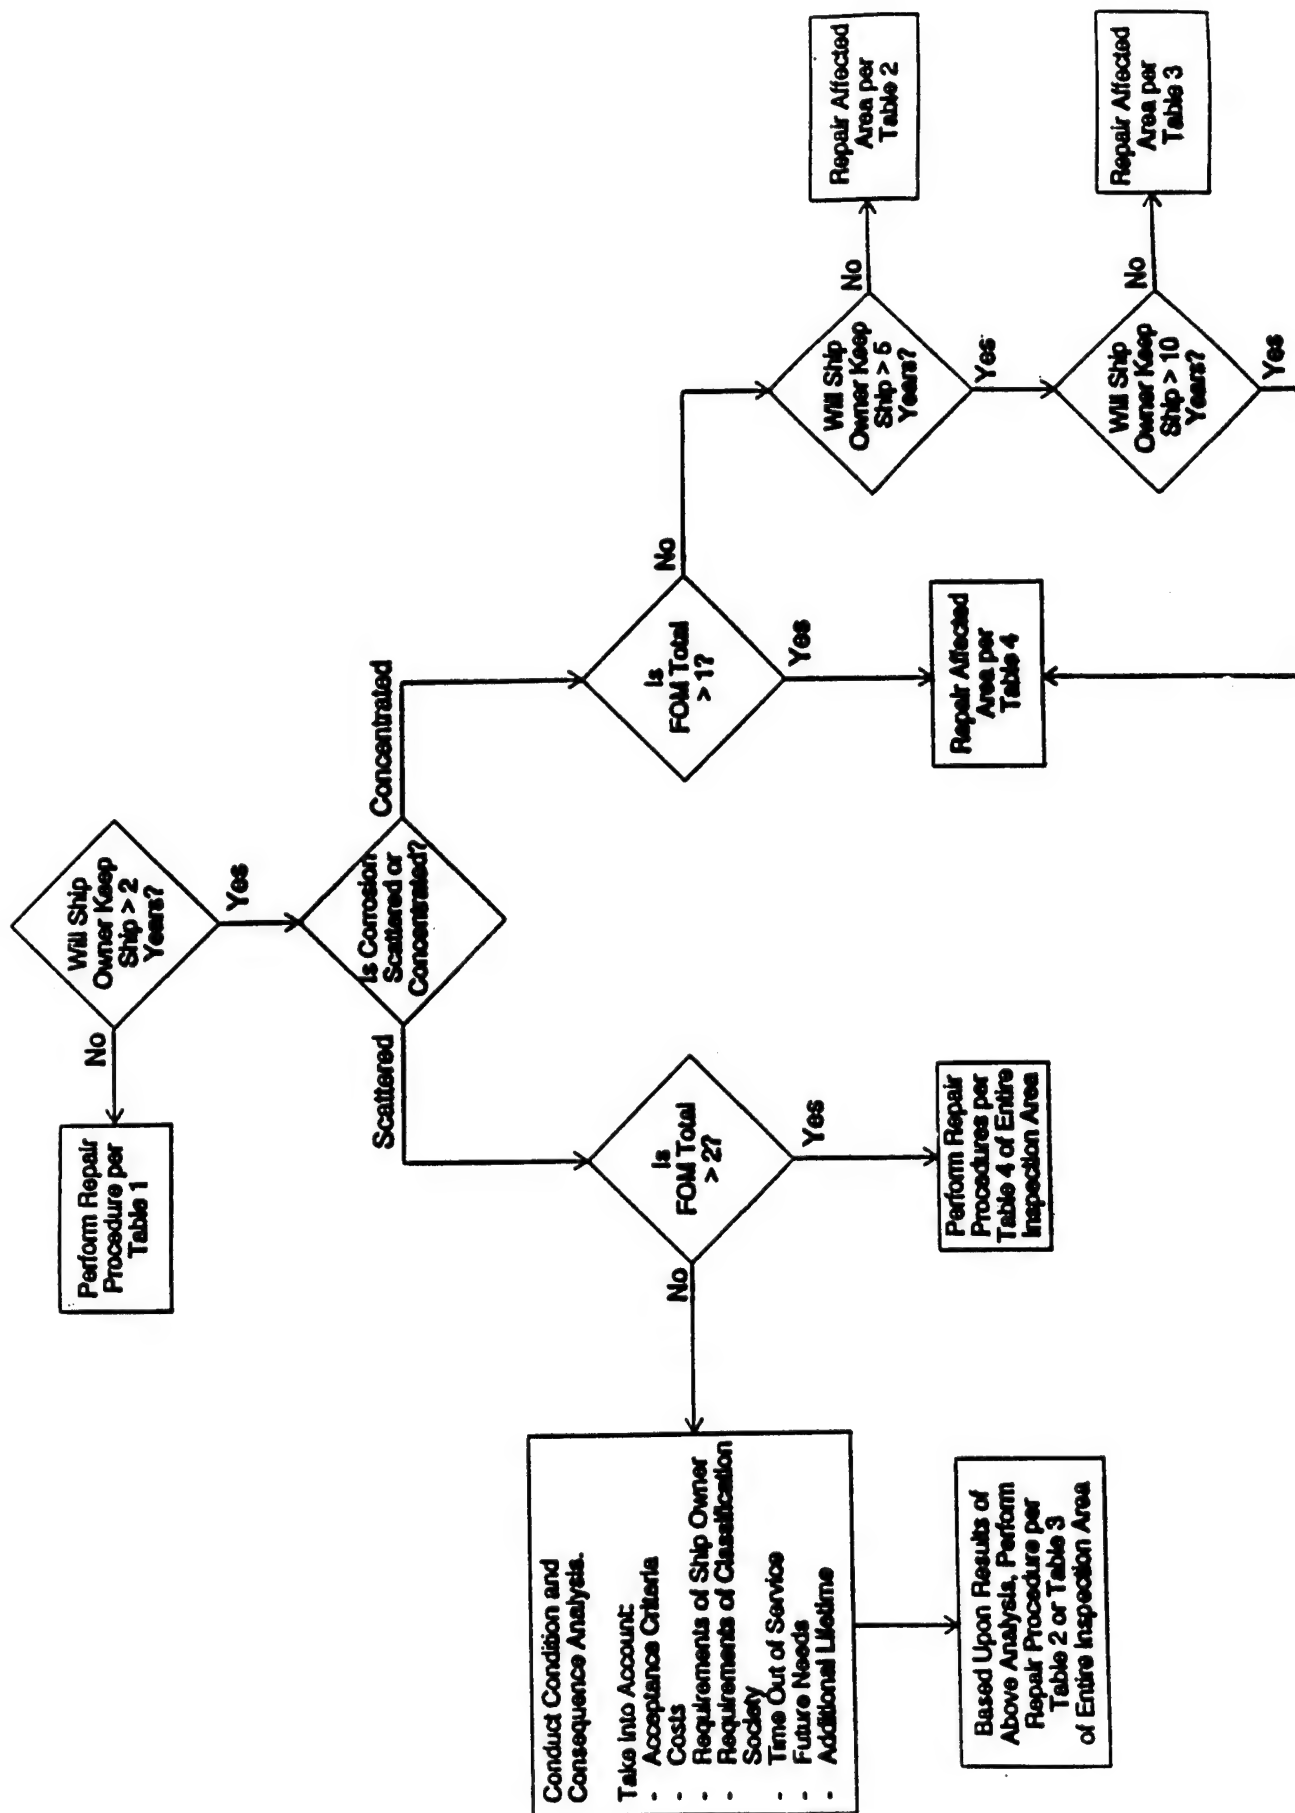 Will Ship
Owner Keep
Ship > 2
Years?
No
Yes
Perform Repair
Procedure per
Table 1
Is Corrosion
Scattered or
Concentrated?
Scattered
Concentrated
Is
FOM Total
> 2?
No
Yes
Is
FOM Total
> 1?
No
Yes
Conduct Condition and
Consequence Analysis.
Take Into Account:
- Acceptance Criteria
- Costs
- Requirements of Ship Owner
- Requirements of Classification
Society
- Time Out of Service
- Future Needs
- Additional Lifetime
Based Upon Results of
Above Analysis, Perform
Repair Procedure per
Table 2 or Table 3
of Entire Inspection Area
Perform Repair
Procedures per
Table 4 of Entire
Inspection Area
Repair Affected
Area per
Table 4
Will Ship
Owner Keep
Ship > 5
Years?
No
Yes
Repair Affected
Area per
Table 2
Will Ship
Owner Keep
Ship > 10
Years?
No
Yes
Repair Affected
Area per
Table 3